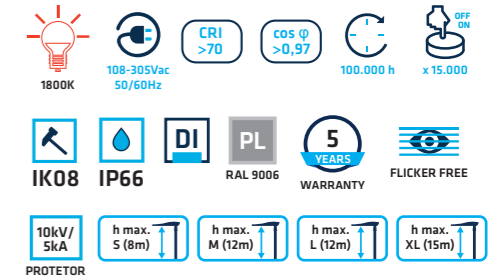 CRI
>70
cos φ
>0,97
OFF
ON
1800K
108-305Vac
50/60Hz
100.000 h
x 15.000
IK08
IP66
DI
PL
RAL 9006
5
YEARS
WARRANTY
FLICKER FREE
10kV/
5kA
PROTETOR
h max.
S (8m)
h max.
M (12m)
h max.
L (12m)
h max.
XL (15m)